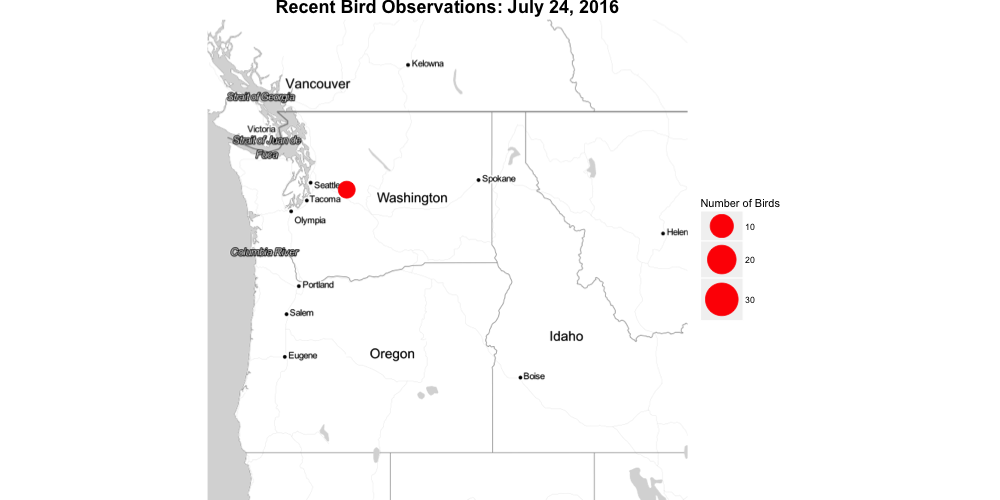 Recent Bird Observations: July 24, 2016
Kelowna
Vancouver
Strait of Georgia
Victoria
Strait of Juan de
Fuca
Seattle
Spokane
Tacoma
Washington
Olympia
Helen
Columbia River
Portland
Salem
Idaho
Eugene
Oregon
Boise
Number of Birds
10
20
30